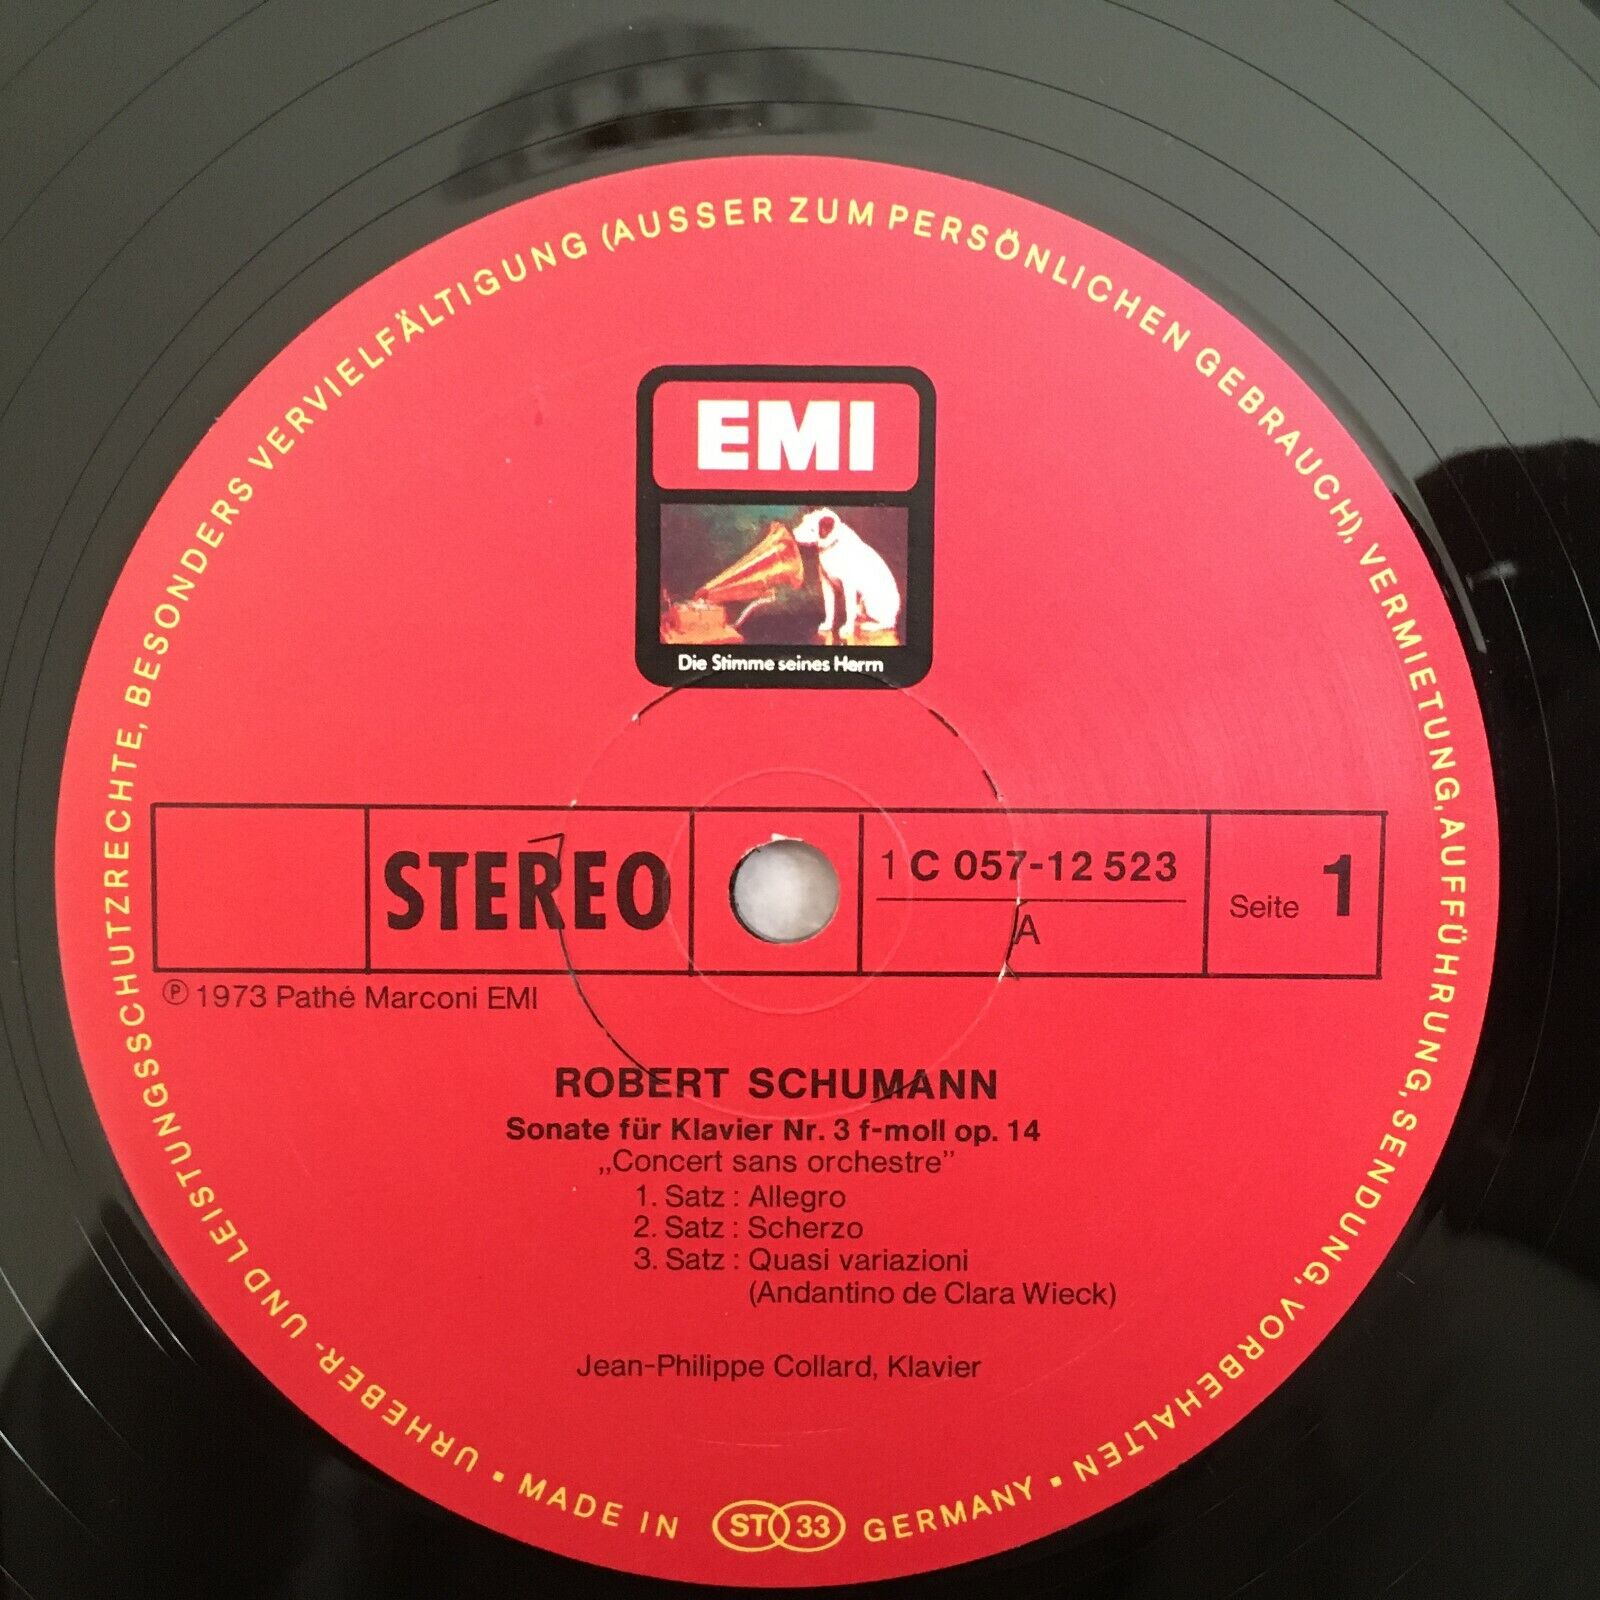 URHEBER- UND LEISTUNGSSCHUTZRECHTE, BESONDERS VERVIELFÄLTIGUNG (AUSSER ZUM PERSÖNLICHEN GEBRAUCH), VERMIETUNG, AUFFÜHRUNG, SENDUNG, VORBEHALTEN
EMI
Die Stimme seines Herrn
STEREO
1 C 057-12 523
A
Seite 1
℗ 1973 Pathé Marconi EMI
ROBERT SCHUMANN
Sonate für Klavier Nr. 3 f-moll op. 14
„Concert sans orchestre”
1. Satz : Allegro
2. Satz : Scherzo
3. Satz : Quasi variazioni
(Andantino de Clara Wieck)
Jean-Philippe Collard, Klavier
▪ MADE IN ST 33 GERMANY ▪